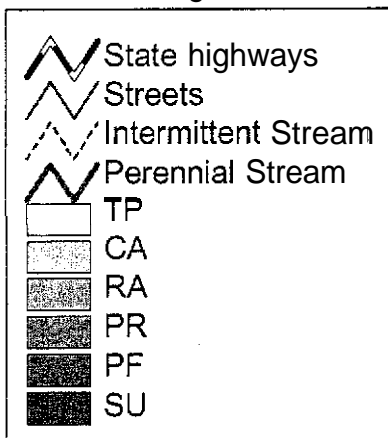 State highways
Streets
Intermittent Stream
Perennial Stream
TP
CA
RA
PR
PF
SU